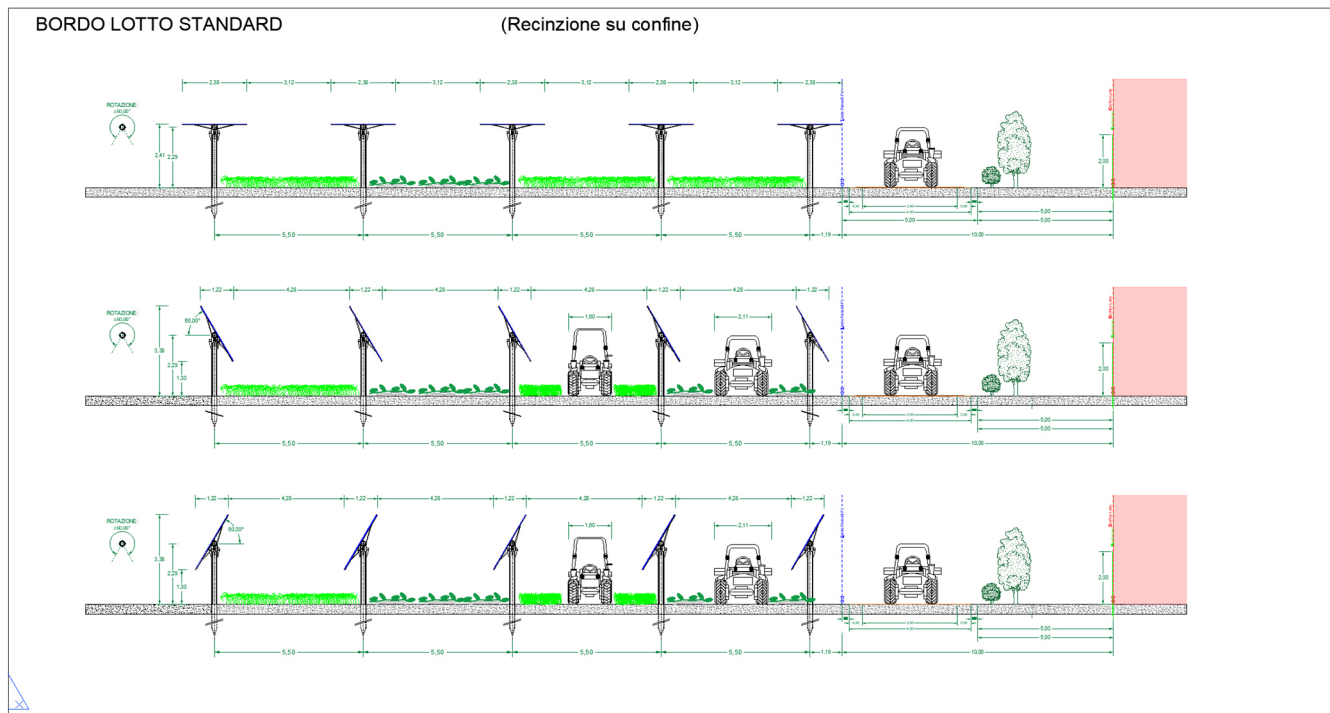 BORDO LOTTO STANDARD (Recinzione su confine)
2,38 3,12 2,38 3,12 2,38 3,12 2,38 3,12 2,38
ROTAZIONE:
±60,00°
2,41 2,29 2,00
5,00 5,00
5,50 5,50 5,50 5,50 1,19 10,00
1,22 4,28 1,22 4,28 1,22 4,28 1,22 4,28 1,22
ROTAZIONE:
±60,00°
60,00°
1,60 2,11
3,38 2,29 1,30 2,00
5,00
5,00
5,50 5,50 5,50 5,50 1,19 10,00
1,22 4,28 1,22 4,28 1,22 4,28 1,22 4,28 1,22
ROTAZIONE:
±60,00°
60,00°
1,60 2,11
3,38 2,29 1,30 2,00
5,00
5,00
5,50 5,50 5,50 5,50 1,19 10,00
X